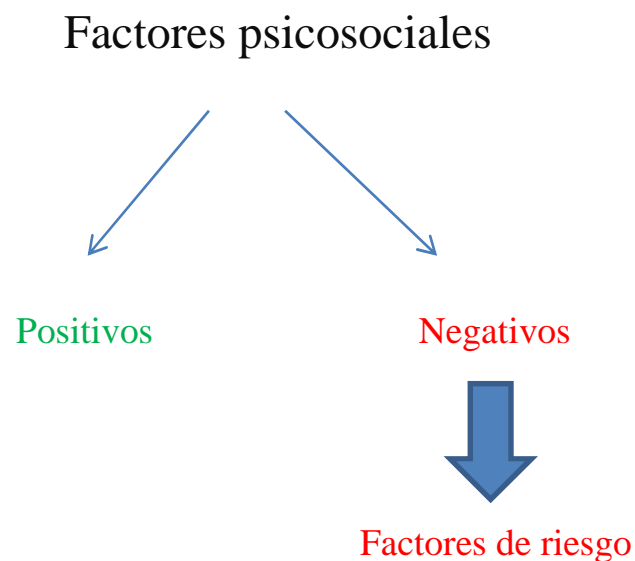 Factores psicosociales
Positivos
Negativos
Factores de riesgo